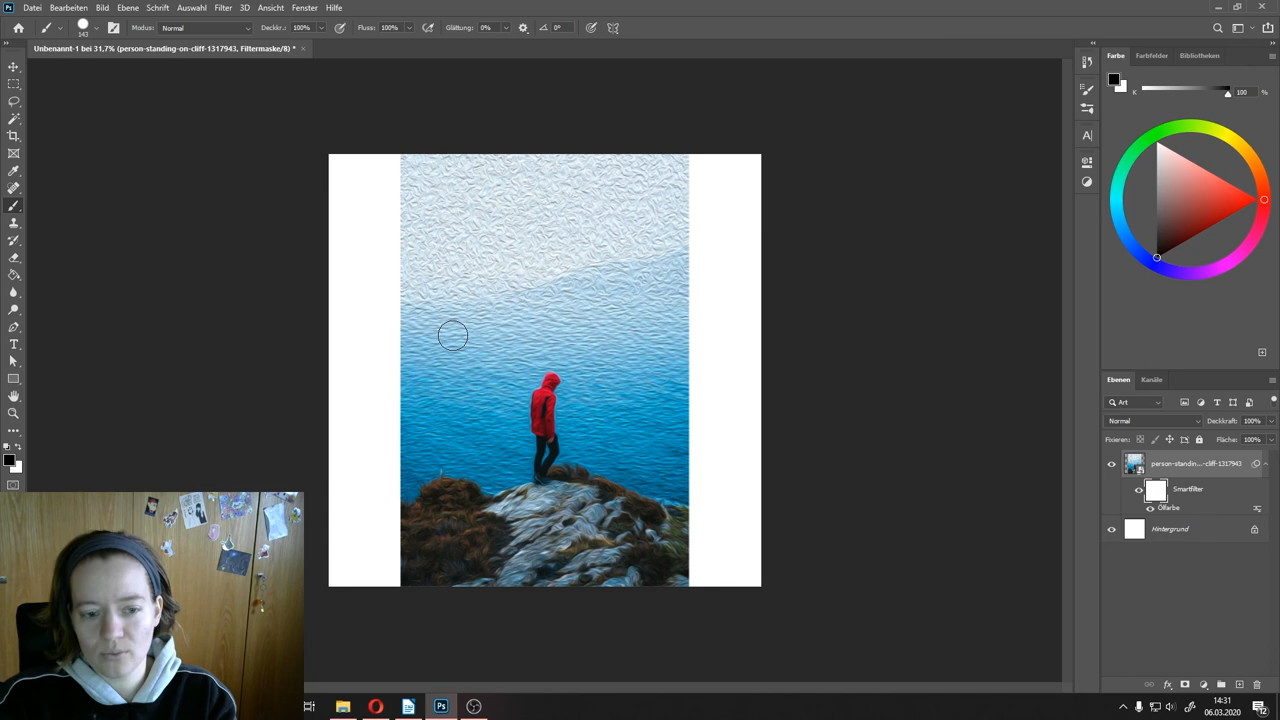 Datei Bearbeiten Bild Ebene Schrift Auswahl Filter 3D Ansicht Fenster Hilfe
143 Modus: Normal Deckkr.: 100% Fluss: 100% Glättung: 0% 0°
Unbenannt-1 bei 31,7% (person-standing-on-cliff-1317943, Filtermaske/8) * ×
Farbe Farbfelder Bibliotheken
K 100 %
Ebenen Kanäle
Art
Normal Deckkraft: 100%
Fixieren: Fläche: 100%
person-standin...-cliff-1317943
Smartfilter
Ölfarbe
Hintergrund
14:31
06.03.2020